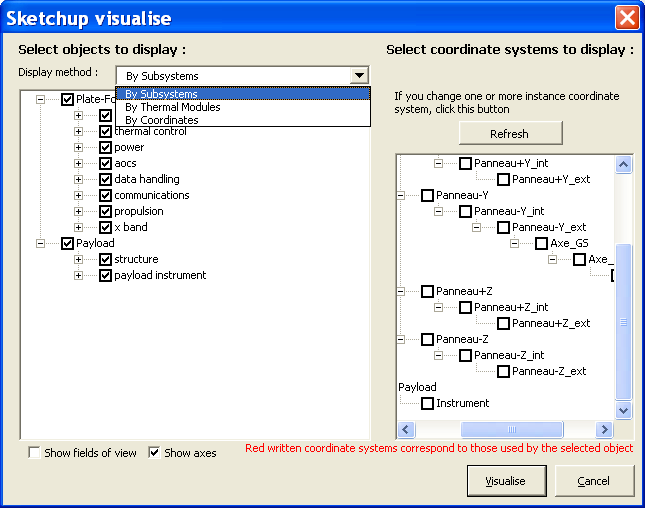 Sketchup visualise
Select objects to display :
Display method :
By Subsystems
By Subsystems
By Thermal Modules
By Coordinates
thermal control
power
aocs
data handling
communications
propulsion
x band
Payload
structure
payload instrument
Show fields of view
Show axes
Select coordinate systems to display :
If you change one or more instance coordinate
system, click this button
Refresh
Panneau+Y_int
Panneau+Y_ext
Panneau-Y
Panneau-Y_int
Panneau-Y_ext
Axe_GS
Axe_
Panneau+Z
Panneau+Z_int
Panneau+Z_ext
Panneau-Z
Panneau-Z_int
Panneau-Z_ext
Payload
Instrument
Red written coordinate systems correspond to those used by the selected object
Visualise
Cancel